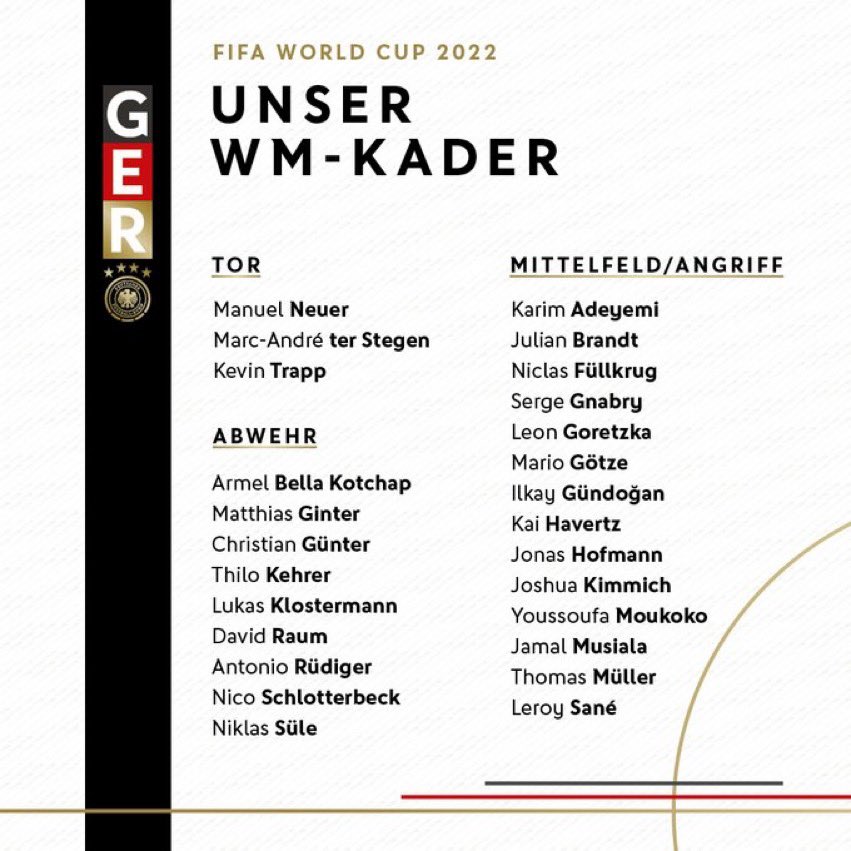 GER
FIFA WORLD CUP 2022
UNSER
WM-KADER
TOR
Manuel Neuer
Marc-André ter Stegen
Kevin Trapp
ABWEHR
Armel Bella Kotchap
Matthias Ginter
Christian Günter
Thilo Kehrer
Lukas Klostermann
David Raum
Antonio Rüdiger
Nico Schlotterbeck
Niklas Süle
MITTELFELD/ANGRIFF
Karim Adeyemi
Julian Brandt
Niclas Füllkrug
Serge Gnabry
Leon Goretzka
Mario Götze
Ilkay Gündoğan
Kai Havertz
Jonas Hofmann
Joshua Kimmich
Youssoufa Moukoko
Jamal Musiala
Thomas Müller
Leroy Sané